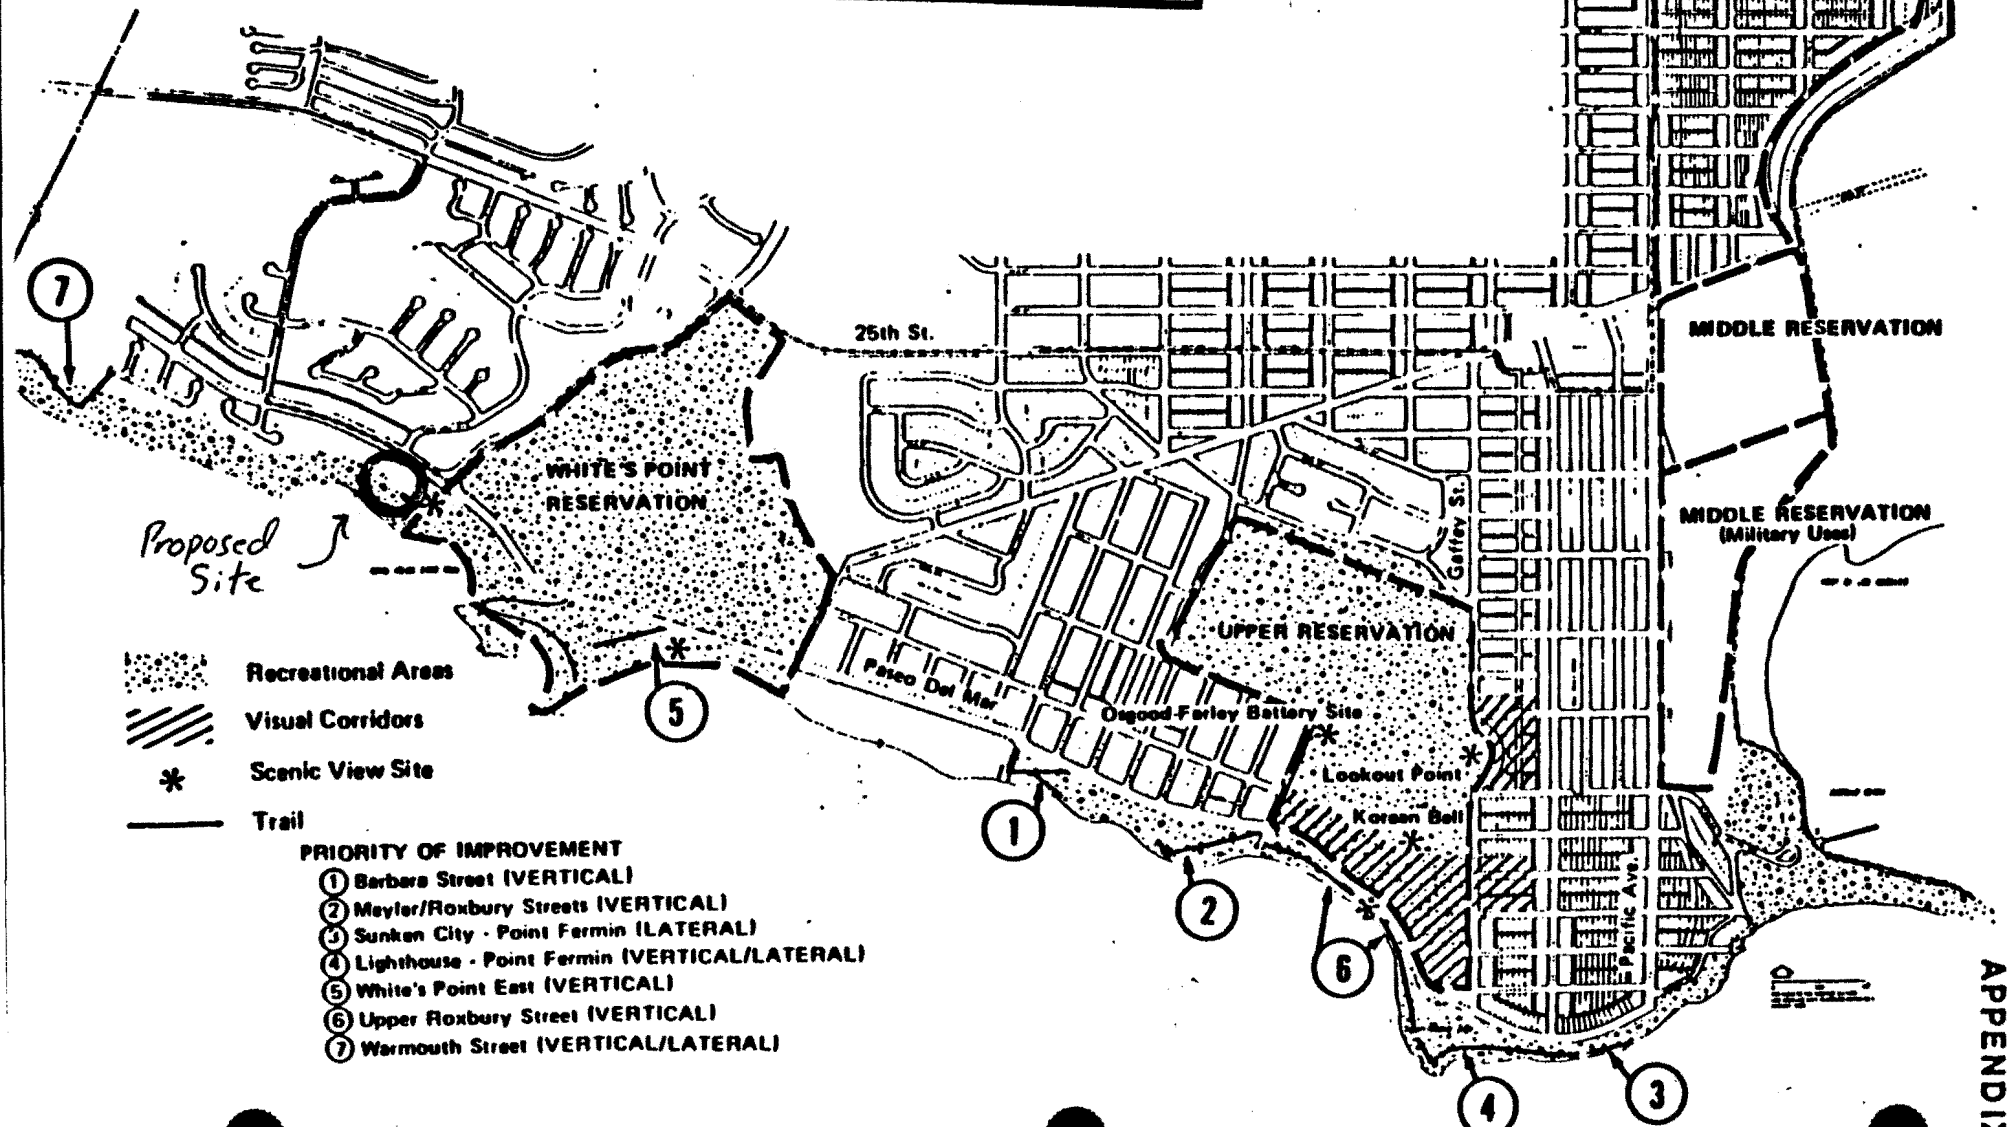 7
25th St.
MIDDLE RESERVATION
WHITE'S POINT
RESERVATION
Gaffey St.
MIDDLE RESERVATION
(Military Uses)
Proposed
Site
UPPER RESERVATION
Recreational Areas
Paseo Del Mar
5
Visual Corridors
Osgood-Farley Battery Site
Scenic View Site
Lookout Point
Trail
1
Korean Bell
PRIORITY OF IMPROVEMENT
1 Barbara Street (VERTICAL)
2 Meyler/Roxbury Streets (VERTICAL)
3 Sunken City - Point Fermin (LATERAL)
4 Lighthouse - Point Fermin (VERTICAL/LATERAL)
5 White's Point East (VERTICAL)
6 Upper Roxbury Street (VERTICAL)
7 Warmouth Street (VERTICAL/LATERAL)
2
Pacific Ave.
6
4
3
APPENDIX